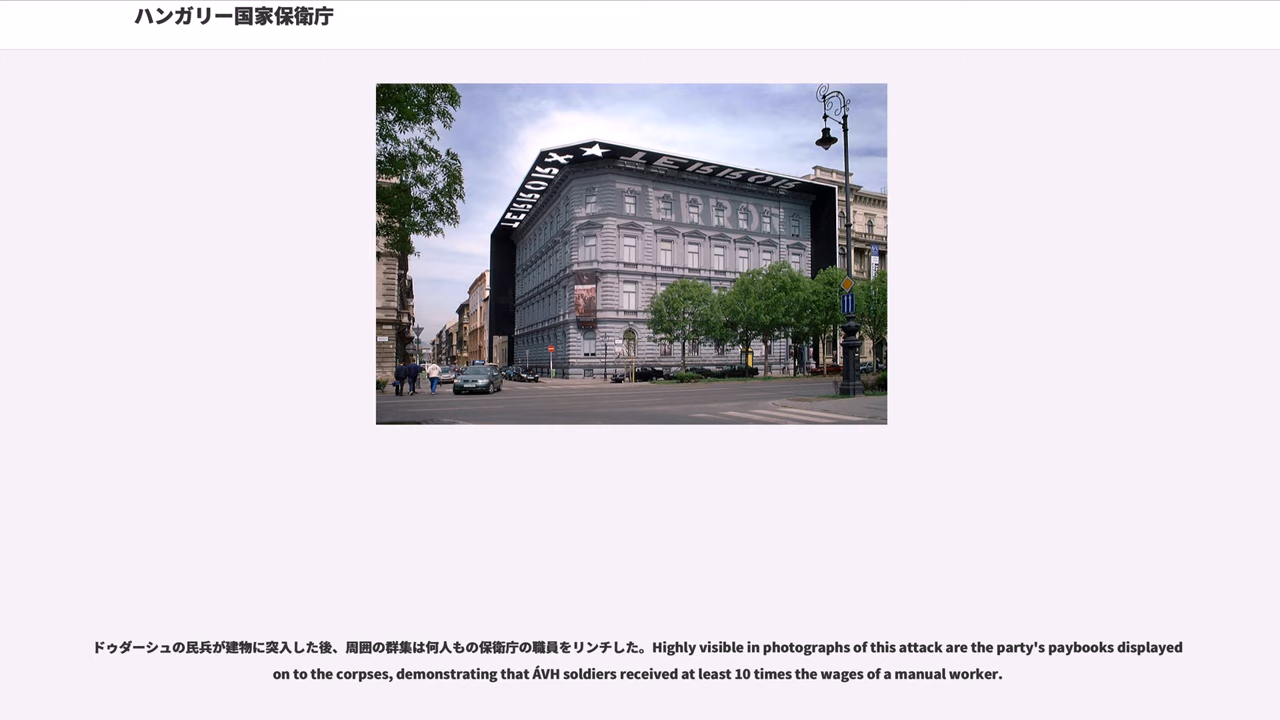 ハンガリー国家保衛庁
TERROR
TERROR
ドゥダーシュの民兵が建物に突入した後、周囲の群集は何人もの保衛庁の職員をリンチした。Highly visible in photographs of this attack are the party's paybooks displayed
on to the corpses, demonstrating that ÁVH soldiers received at least 10 times the wages of a manual worker.